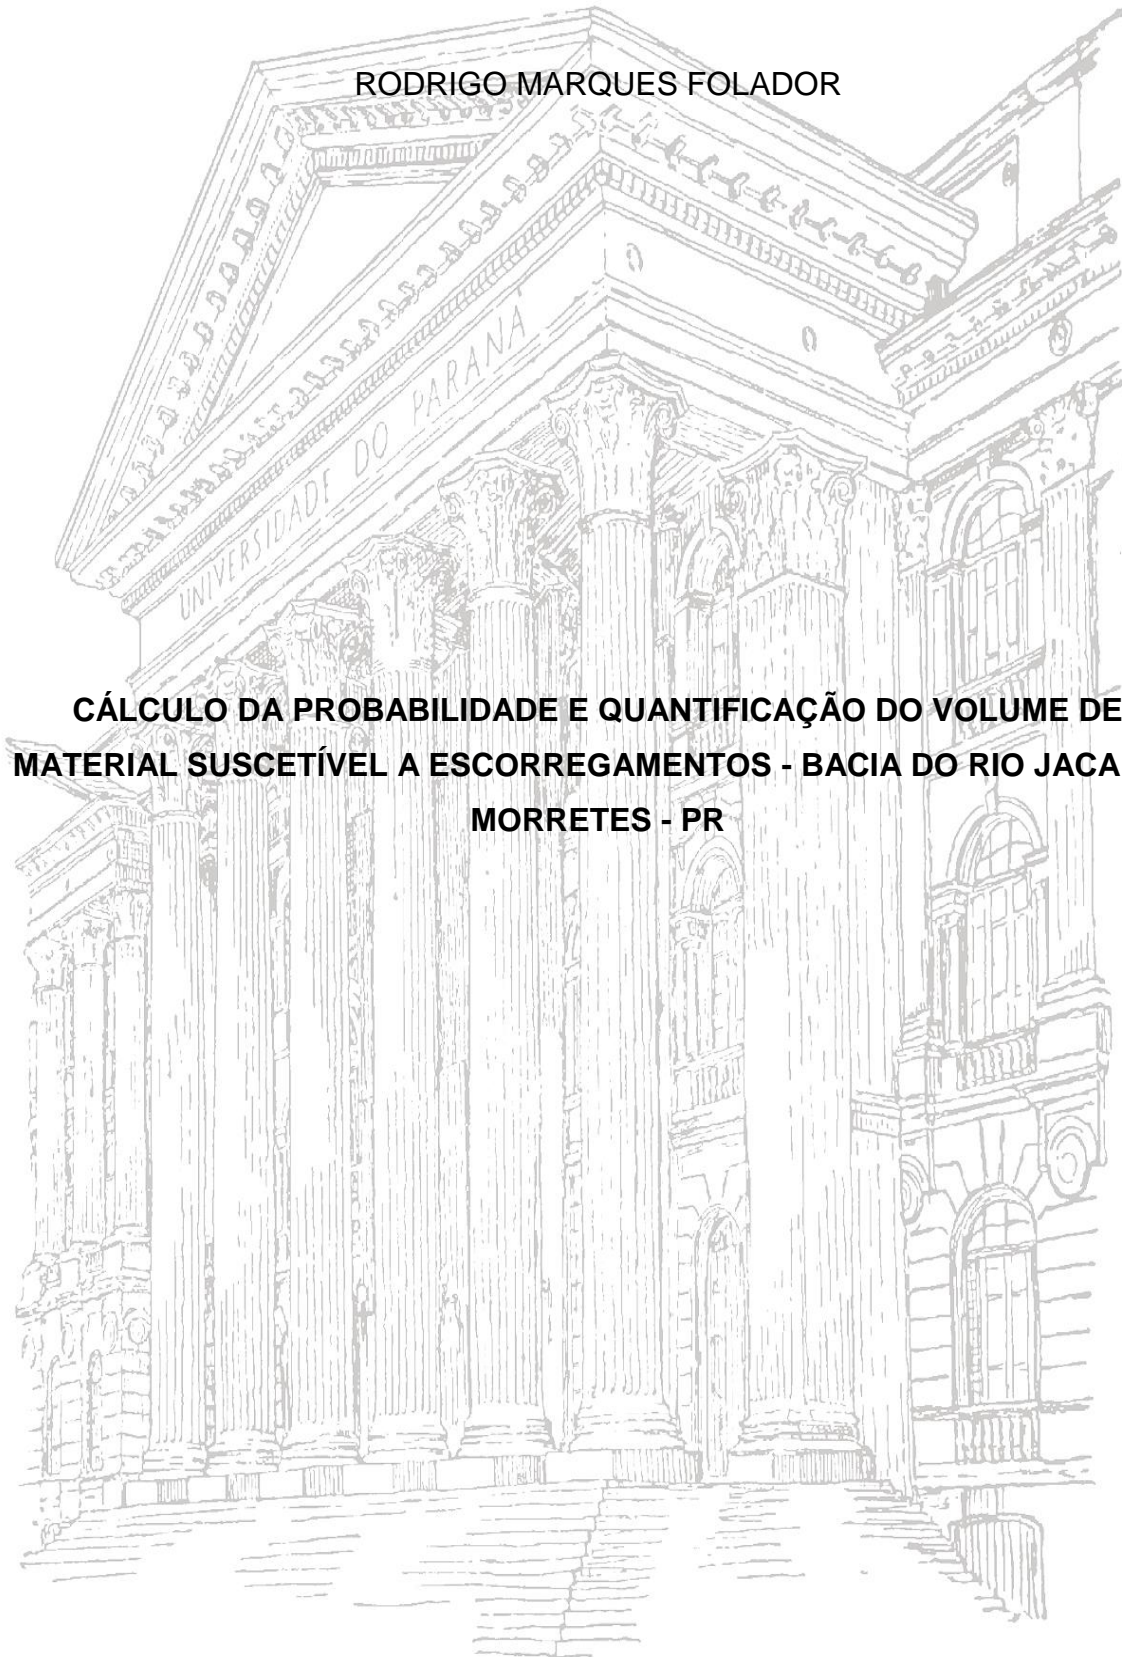 RODRIGO MARQUES FOLADOR
UNIVERSIDADE DO PARANÁ
CÁLCULO DA PROBABILIDADE E QUANTIFICAÇÃO DO VOLUME DE
MATERIAL SUSCETÍVEL A ESCORREGAMENTOS - BACIA DO RIO JACA
MORRETES - PR